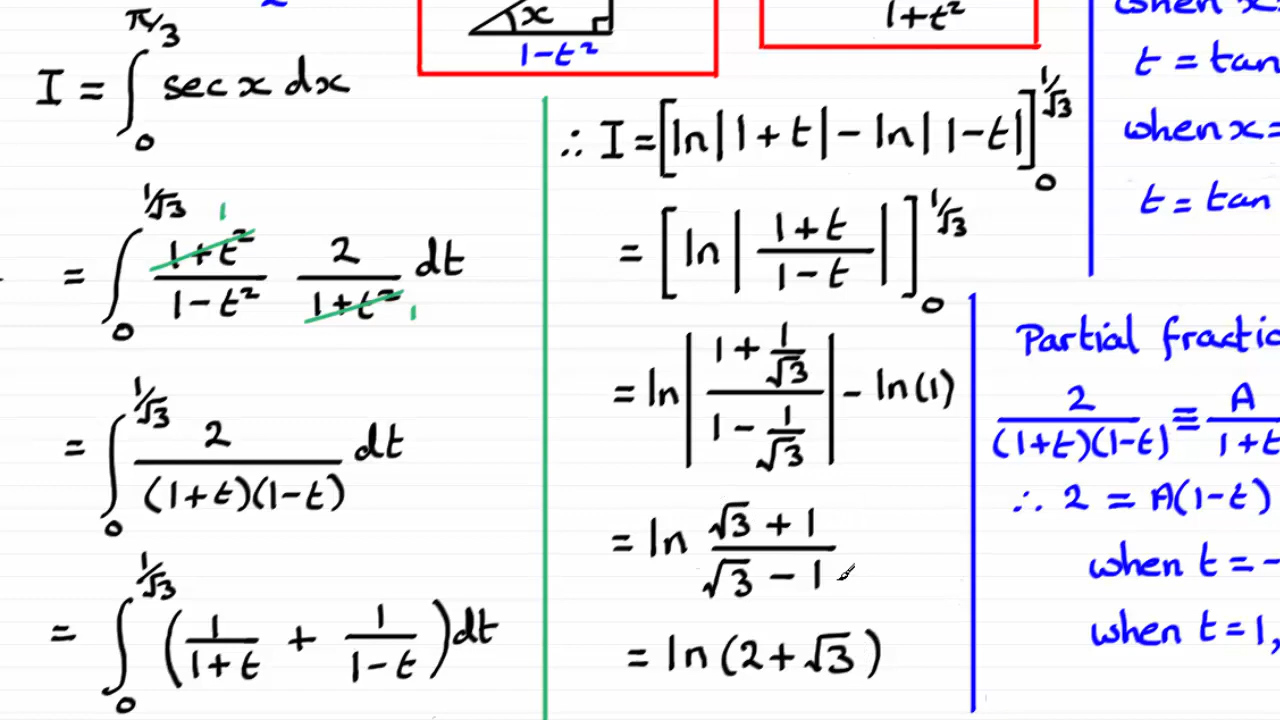 x
1-t²
1+t²
I = ∫₀^(π/3) sec x dx
= ∫₀^(1/√3) (1+t²)/(1-t²) 2/(1+t²) dt
1
1
= ∫₀^(1/√3) 2/((1+t)(1-t)) dt
= ∫₀^(1/√3) (1/(1+t) + 1/(1-t)) dt
∴ I = [ln|1+t| - ln|1-t|]₀^(1/√3)
= [ln|(1+t)/(1-t)|]₀^(1/√3)
= ln|(1 + 1/√3)/(1 - 1/√3)| - ln(1)
= ln (√3 + 1)/(√3 - 1)
= ln(2+√3)
when x=
t = tan
when x=
t = tan
Partial fractio
2/((1+t)(1-t)) ≡ A/(1+t
∴ 2 = A(1-t)
when t = -
when t = 1,